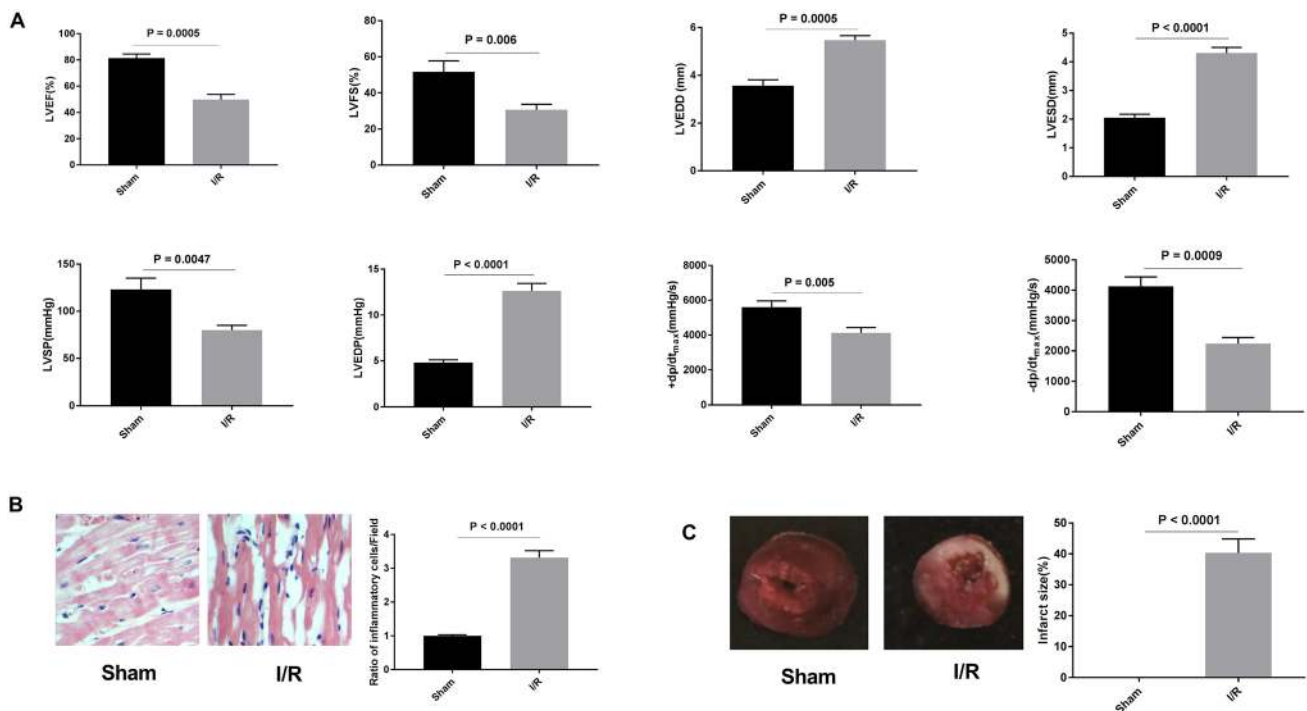 A
P = 0.0005
LVEF(%)
100
80
60
40
20
0
Sham
I/R
P = 0.006
LVFS(%)
80
60
40
20
0
Sham
I/R
P = 0.0005
LVEDD (mm)
6
4
2
0
Sham
I/R
P < 0.0001
LVESD(mm)
5
4
3
2
1
0
Sham
I/R
P = 0.0047
LVSP(mmHg)
150
100
50
0
Sham
I/R
P < 0.0001
LVEDP(mmHg)
15
10
5
0
Sham
I/R
P = 0.005
+dp/dtmax(mmHg/s)
8000
6000
4000
2000
0
Sham
I/R
P = 0.0009
-dp/dtmax(mmHg/s)
5000
4000
3000
2000
1000
0
Sham
I/R
B
Sham
I/R
P < 0.0001
Ratio of inflammatory cells/Field
4
3
2
1
0
Sham
I/R
C
Sham
I/R
P < 0.0001
Infarct size(%)
50
40
30
20
10
0
Sham
I/R